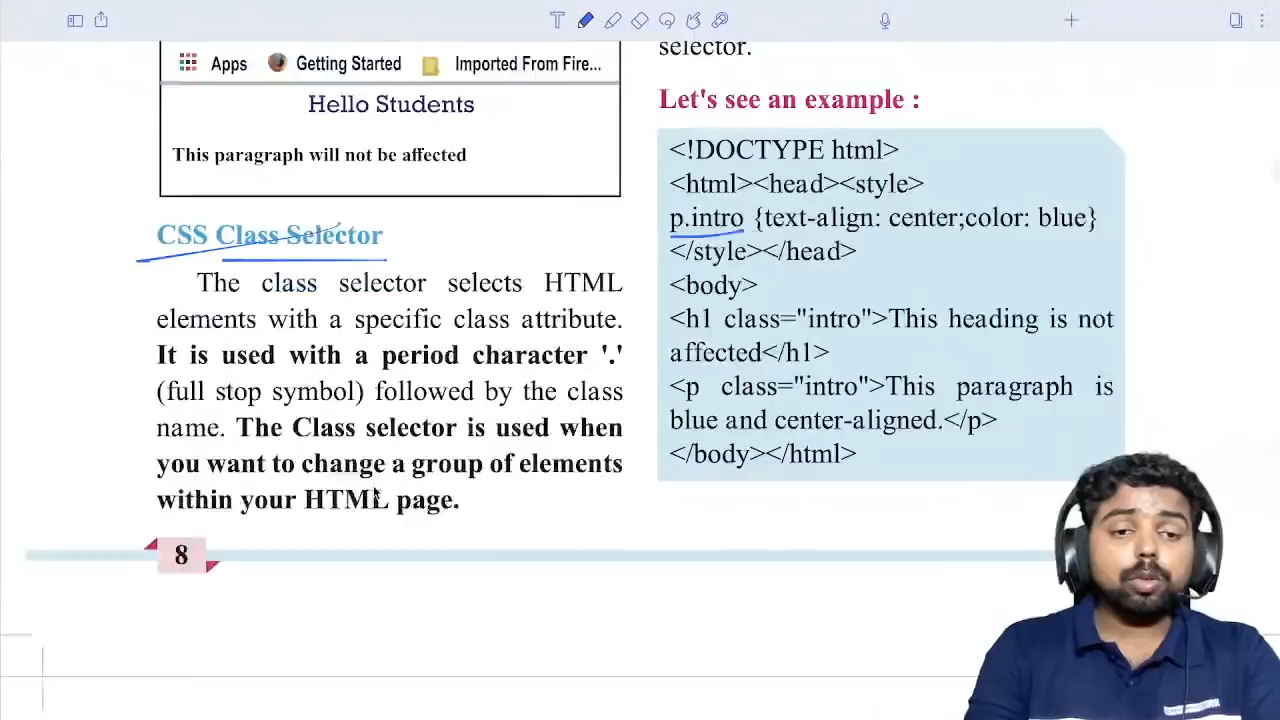 Apps Getting Started Imported From Fire...
Hello Students
This paragraph will not be affected
CSS Class Selector
The class selector selects HTML
elements with a specific class attribute.
It is used with a period character '.'
(full stop symbol) followed by the class
name. The Class selector is used when
you want to change a group of elements
within your HTML page.
8
selector.
Let's see an example :
<!DOCTYPE html>
<html><head><style>
p.intro {text-align: center;color: blue}
</style></head>
<body>
<h1 class="intro">This heading is not
affected</h1>
<p class="intro">This paragraph is
blue and center-aligned.</p>
</body></html>